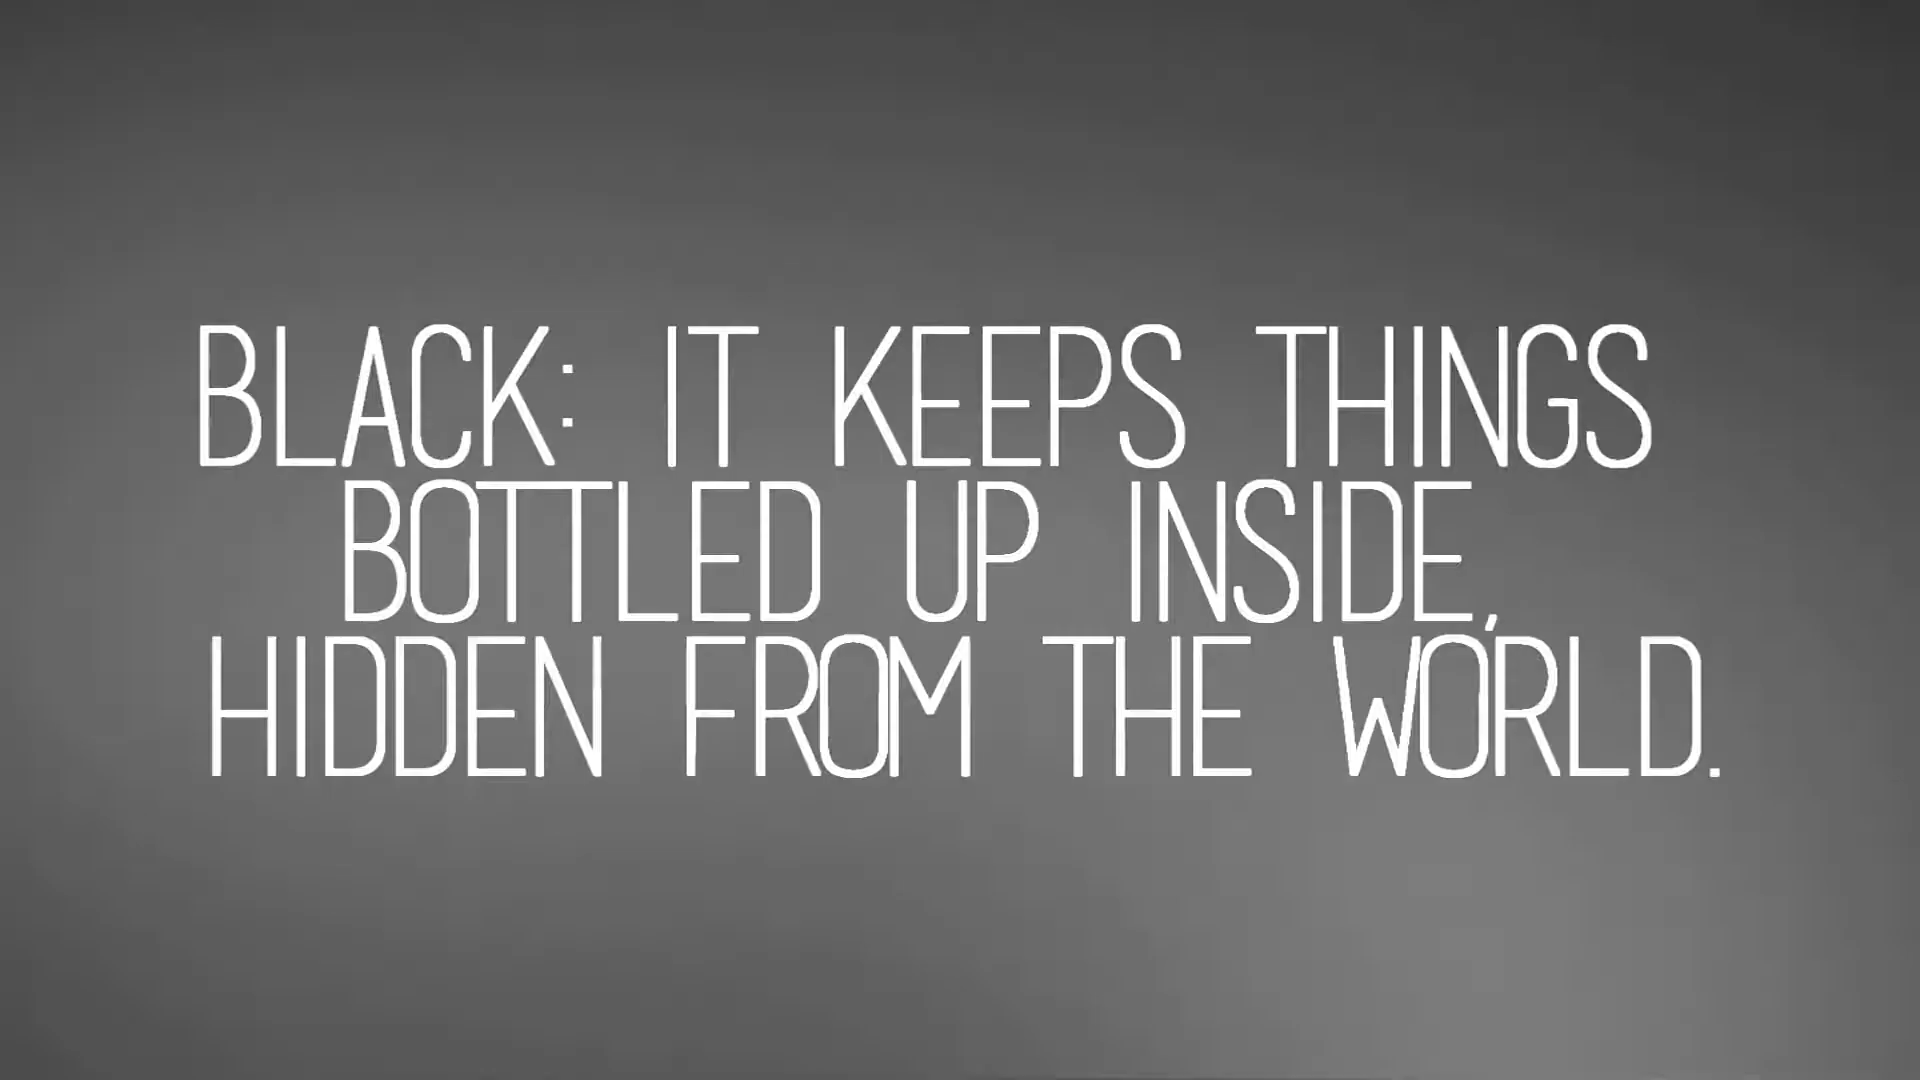 BLACK: IT KEEPS THINGS
BOTTLED UP INSIDE,
HIDDEN FROM THE WORLD.